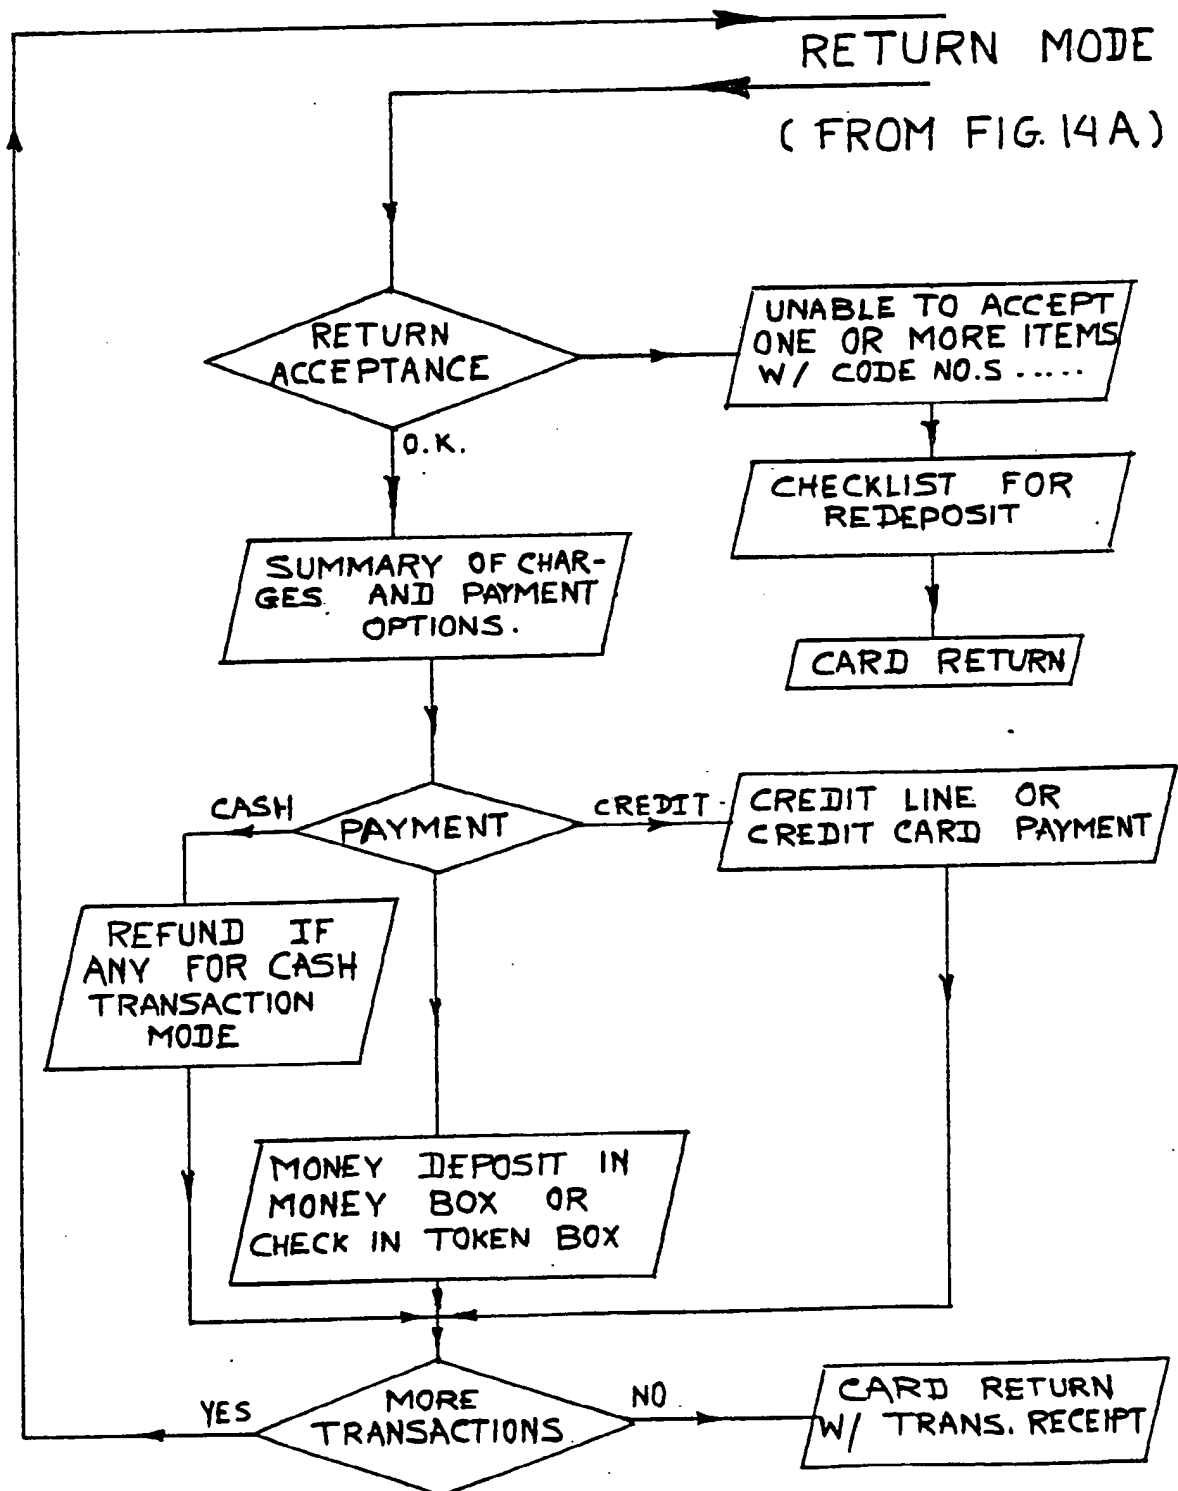 RETURN MODE
(FROM FIG. 14A)
RETURN
ACCEPTANCE
UNABLE TO ACCEPT
ONE OR MORE ITEMS
W/ CODE NO.S .....
O.K.
CHECKLIST FOR
REDEPOSIT
SUMMARY OF CHAR-
GES AND PAYMENT
OPTIONS.
CARD RETURN
CASH
PAYMENT
CREDIT
CREDIT LINE OR
CREDIT CARD PAYMENT
REFUND IF
ANY FOR CASH
TRANSACTION
MODE
MONEY DEPOSIT IN
MONEY BOX OR
CHECK IN TOKEN BOX
YES
MORE
TRANSACTIONS
NO
CARD RETURN
W/ TRANS. RECEIPT